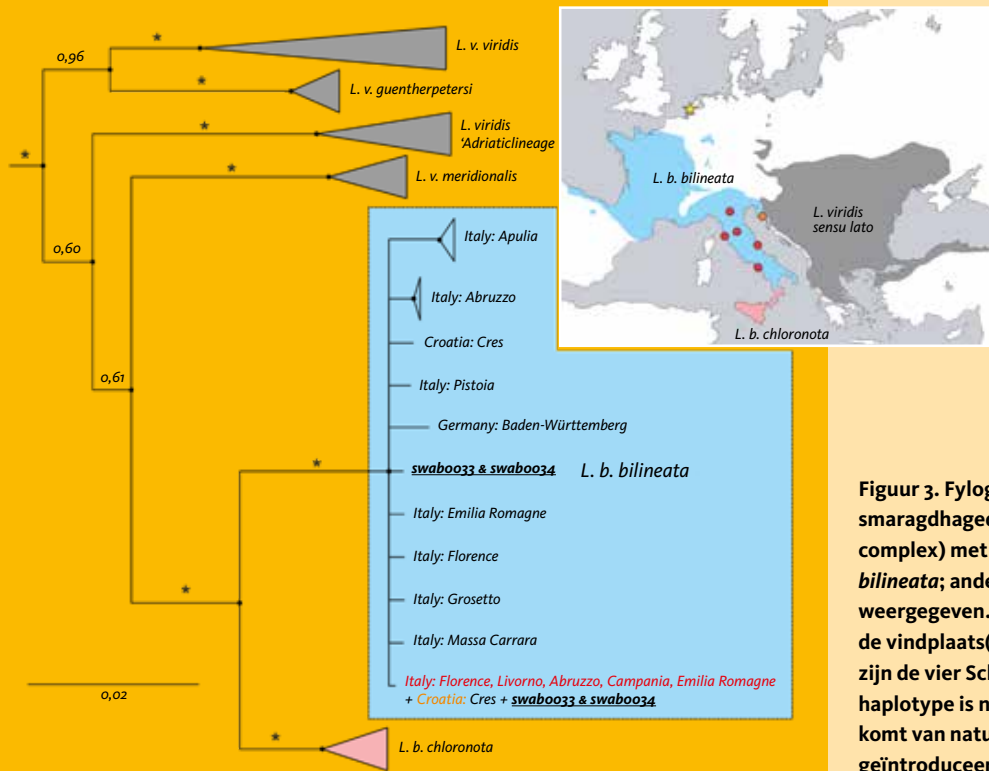 *
L. v. viridis
0,96
*
L. v. guentherpetersi
*
L. viridis
'Adriaticlineage
*
*
L. v. meridionalis
0,60
Italy: Apulia
Italy: Abruzzo
Croatia: Cres
0,61
Italy: Pistoia
Germany: Baden-Württemberg
*
swab0033 & swab0034
L. b. bilineata
Italy: Emilia Romagne
Italy: Florence
*
Italy: Grosetto
Italy: Massa Carrara
Italy: Florence, Livorno, Abruzzo, Campania, Emilia Romagne
+ Croatia: Cres + swab0033 & swab0034
0,02
*
L. b. chloronota
L. b. bilineata
L. viridis
sensu lato
L. b. chloronota
Figuur 3. Fylog
smaragdhaged
complex) met
bilineata; ande
weergegeven.
de vindplaats(
zijn de vier Sch
haplotype is n
komt van natu
geïntroduceer